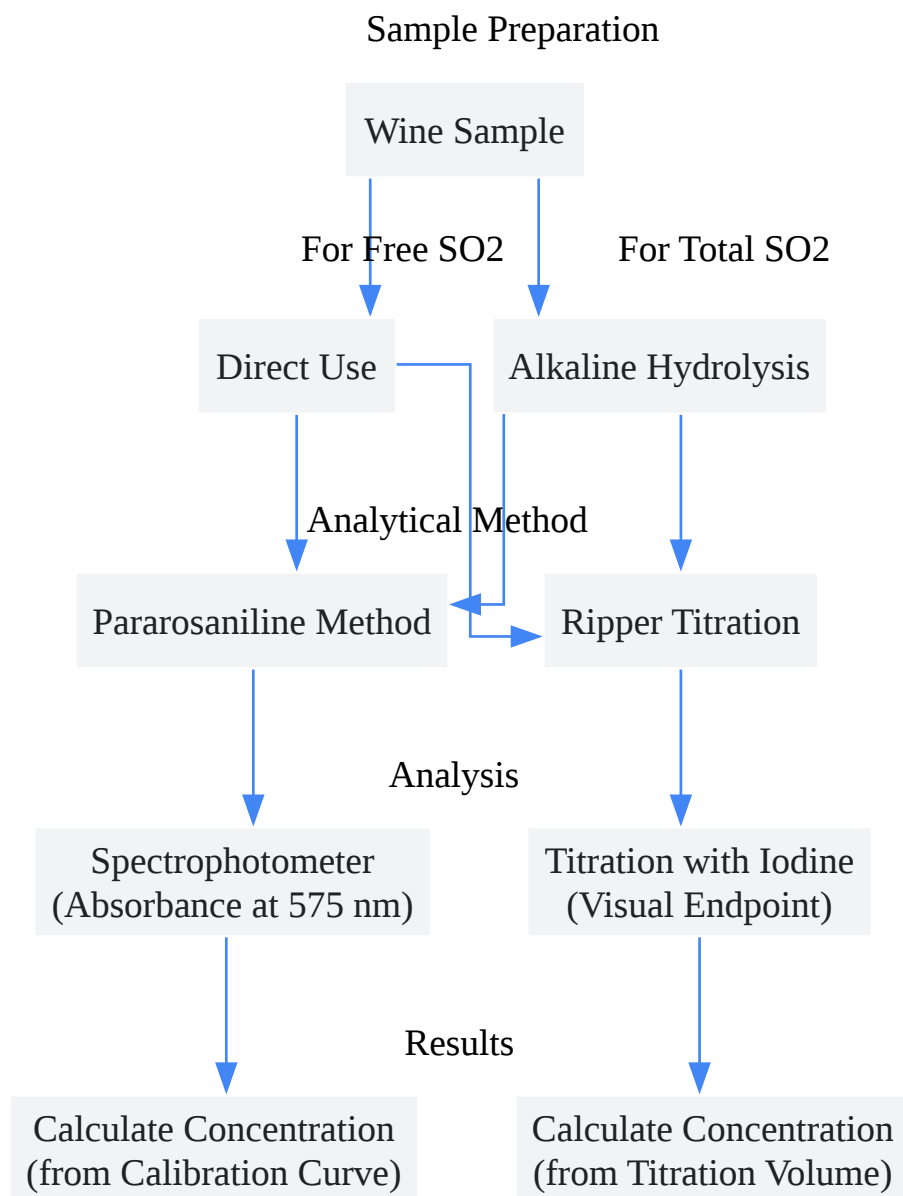 Sample Preparation
Wine Sample
For Free SO2
For Total SO2
Direct Use
Alkaline Hydrolysis
Analytical Method
Pararosaniline Method
Ripper Titration
Analysis
Spectrophotometer
(Absorbance at 575 nm)
Titration with Iodine
(Visual Endpoint)
Results
Calculate Concentration
(from Calibration Curve)
Calculate Concentration
(from Titration Volume)